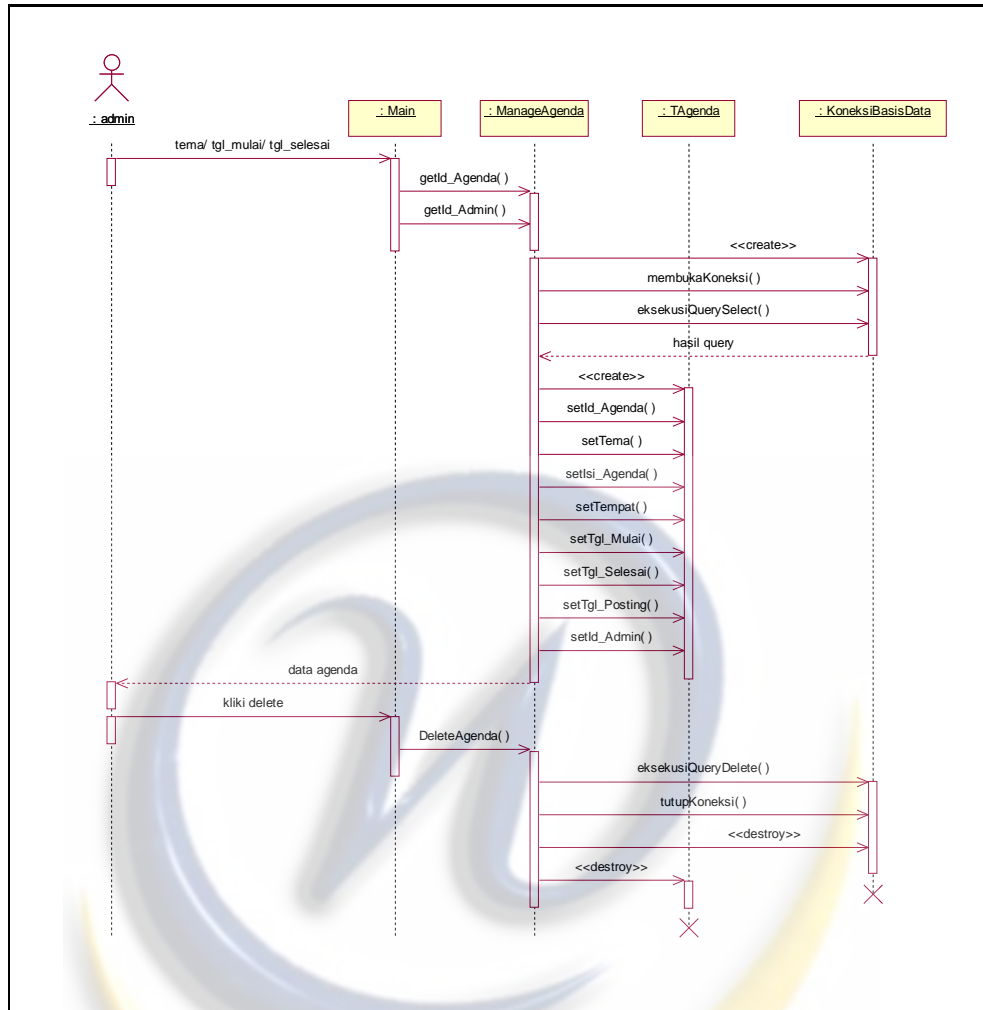 : admin
: Main
: ManageAgenda
: TAgenda
: KoneksiBasisData
tema/ tgl_mulai/ tgl_selesai
getId_Agenda( )
getId_Admin( )
<<create>>
membukaKoneksi( )
eksekusiQuerySelect( )
hasil query
<<create>>
setId_Agenda( )
setTema( )
setIsi_Agenda( )
setTempat( )
setTgl_Mulai( )
setTgl_Selesai( )
setTgl_Posting( )
setId_Admin( )
data agenda
kliki delete
DeleteAgenda( )
eksekusiQueryDelete( )
tutupKoneksi( )
<<destroy>>
<<destroy>>